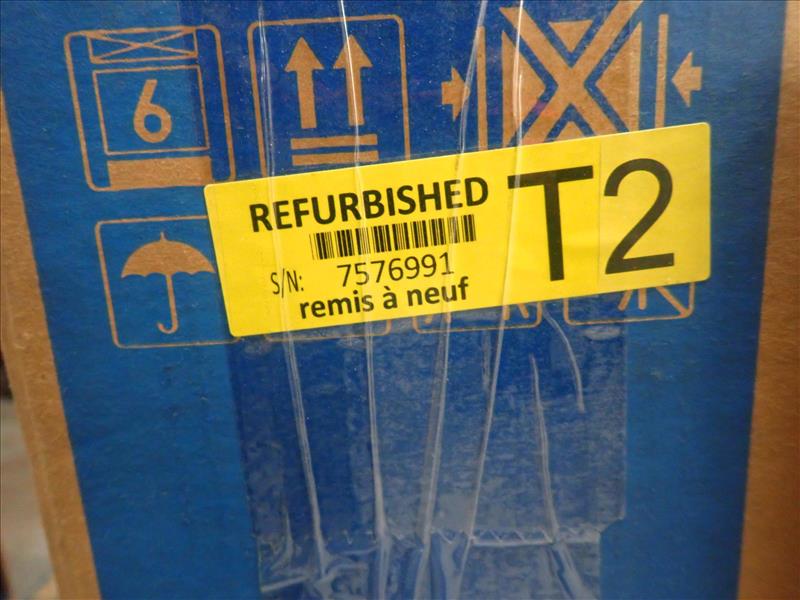 6
REFURBISHED
S/N: 7576991
remis à neuf
T2